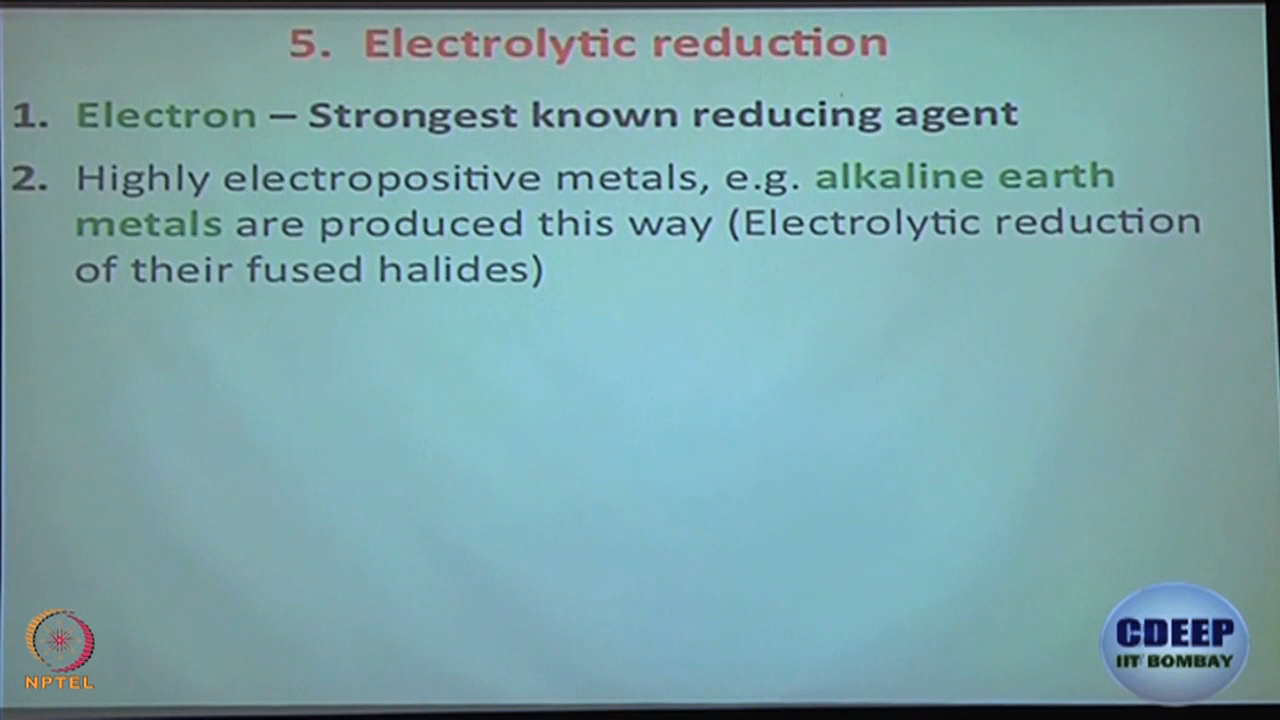 5. Electrolytic reduction
1. Electron – Strongest known reducing agent
2. Highly electropositive metals, e.g. alkaline earth
metals are produced this way (Electrolytic reduction
of their fused halides)
NPTEL
CDEEP
IIT BOMBAY